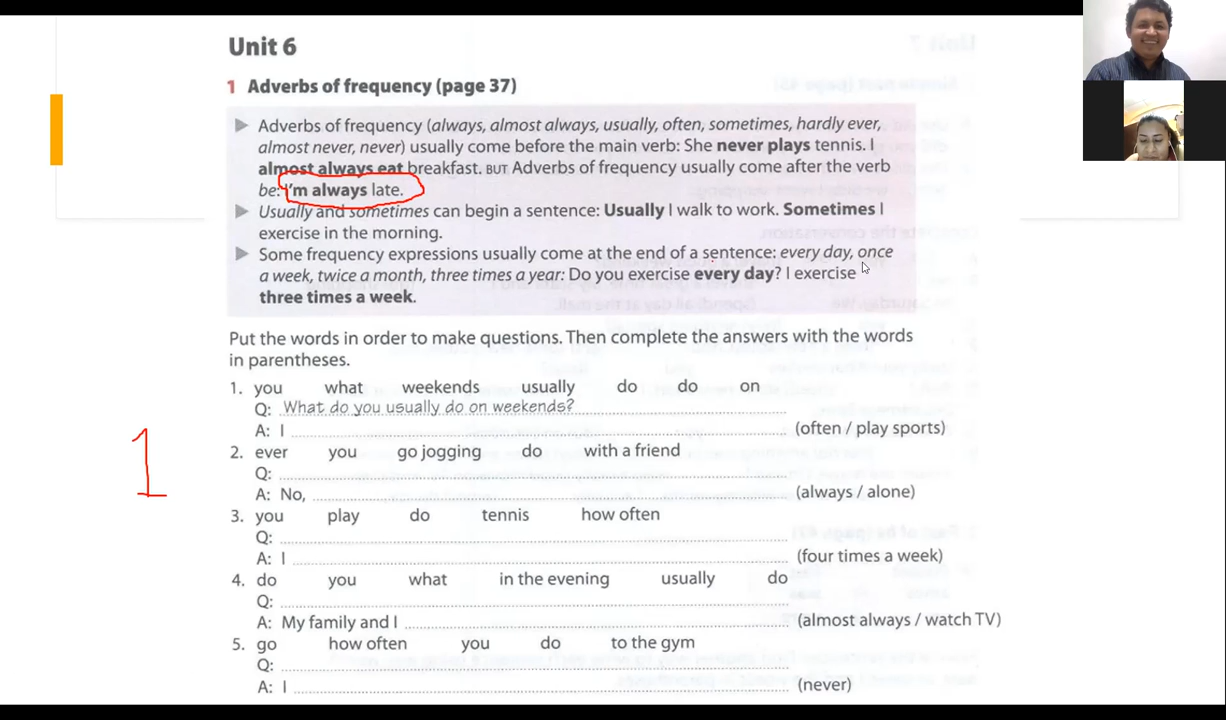 Unit 6
1 Adverbs of frequency (page 37)
▶ Adverbs of frequency (always, almost always, usually, often, sometimes, hardly ever,
almost never, never) usually come before the main verb: She never plays tennis. I
almost always eat breakfast. BUT Adverbs of frequency usually come after the verb
be: I'm always late.
▶ Usually and sometimes can begin a sentence: Usually I walk to work. Sometimes I
exercise in the morning.
▶ Some frequency expressions usually come at the end of a sentence: every day, once
a week, twice a month, three times a year: Do you exercise every day? I exercise
three times a week.
Put the words in order to make questions. Then complete the answers with the words
in parentheses.
1. you what weekends usually do do on
Q: What do you usually do on weekends?
A: I (often / play sports)
1
2. ever you go jogging do with a friend
Q:
A: No, (always / alone)
3. you play do tennis how often
Q:
A: I (four times a week)
4. do you what in the evening usually do
Q:
A: My family and I (almost always / watch TV)
5. go how often you do to the gym
Q:
A: I (never)